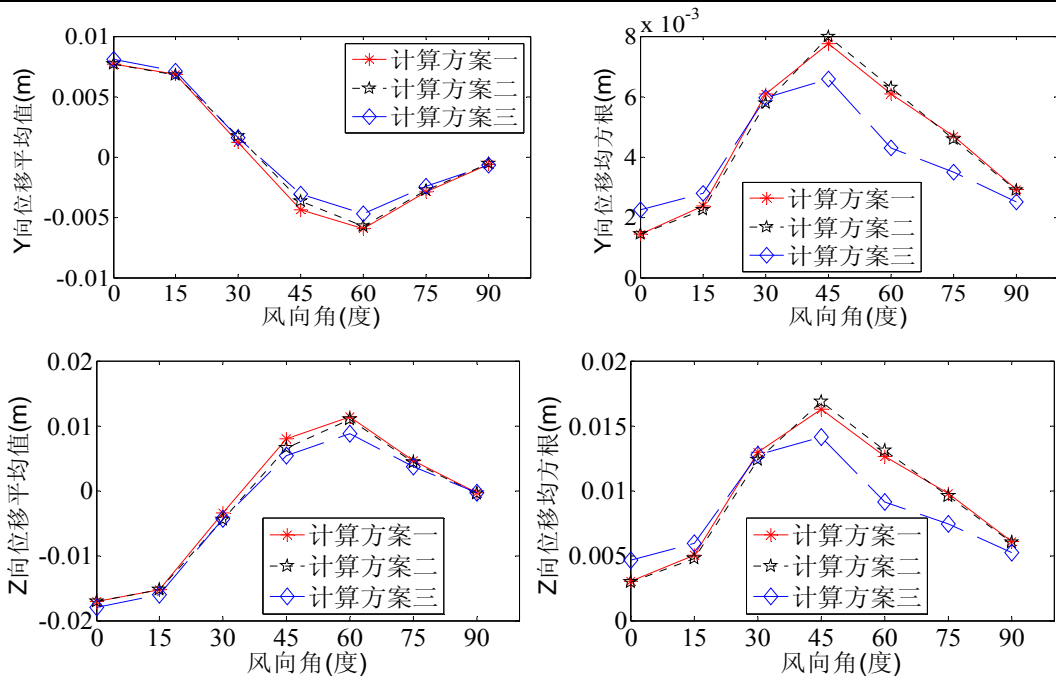 0.01
0.005
0
-0.005
-0.01
Y向位移平均值(m)
计算方案一
计算方案二
计算方案三
0 15 30 45 60 75 90
风向角(度)
8 x 10-3
6
4
2
0
Y向位移均方根(m)
计算方案一
计算方案二
计算方案三
0 15 30 45 60 75 90
风向角(度)
0.02
0.01
0
-0.01
-0.02
Z向位移平均值(m)
计算方案一
计算方案二
计算方案三
0 15 30 45 60 75 90
风向角(度)
0.02
0.015
0.01
0.005
0
Z向位移均方根(m)
计算方案一
计算方案二
计算方案三
0 15 30 45 60 75 90
风向角(度)